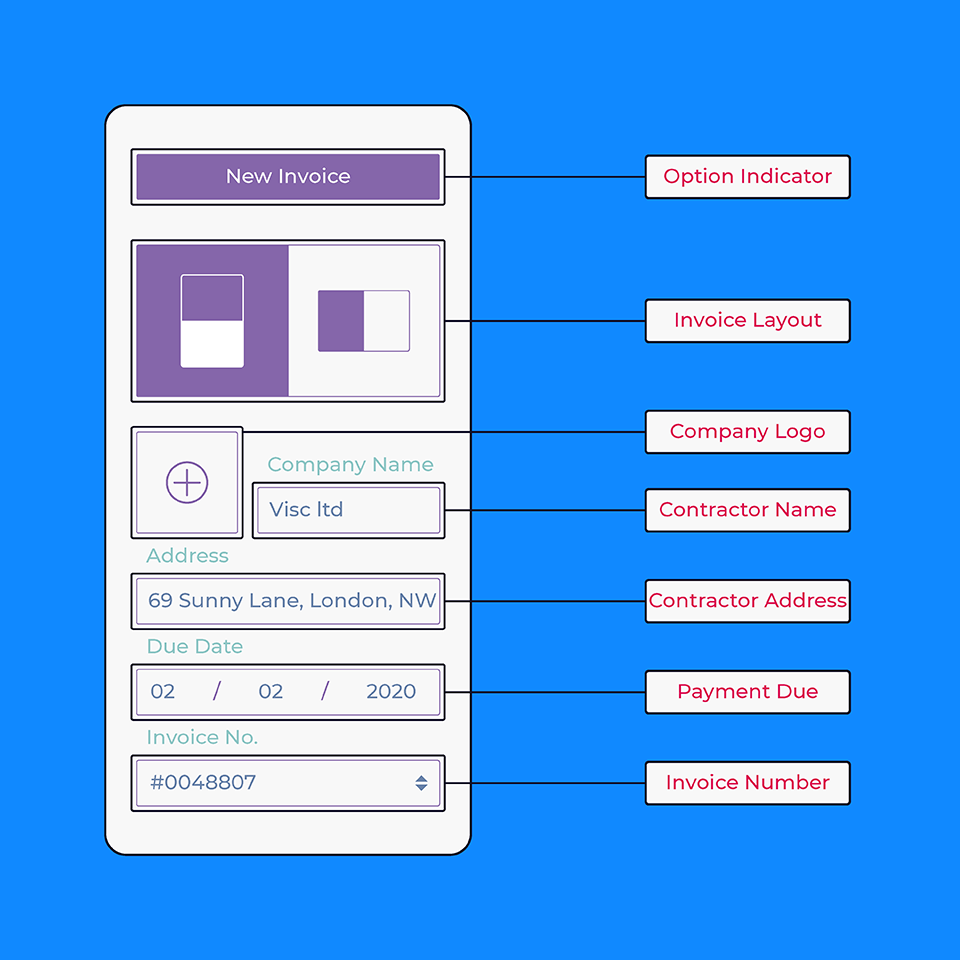 New Invoice
Option Indicator
Invoice Layout
Company Logo
Company Name
Visc ltd
Contractor Name
Address
69 Sunny Lane, London, NW
Contractor Address
Due Date
02 / 02 / 2020
Payment Due
Invoice No.
#0048807
Invoice Number